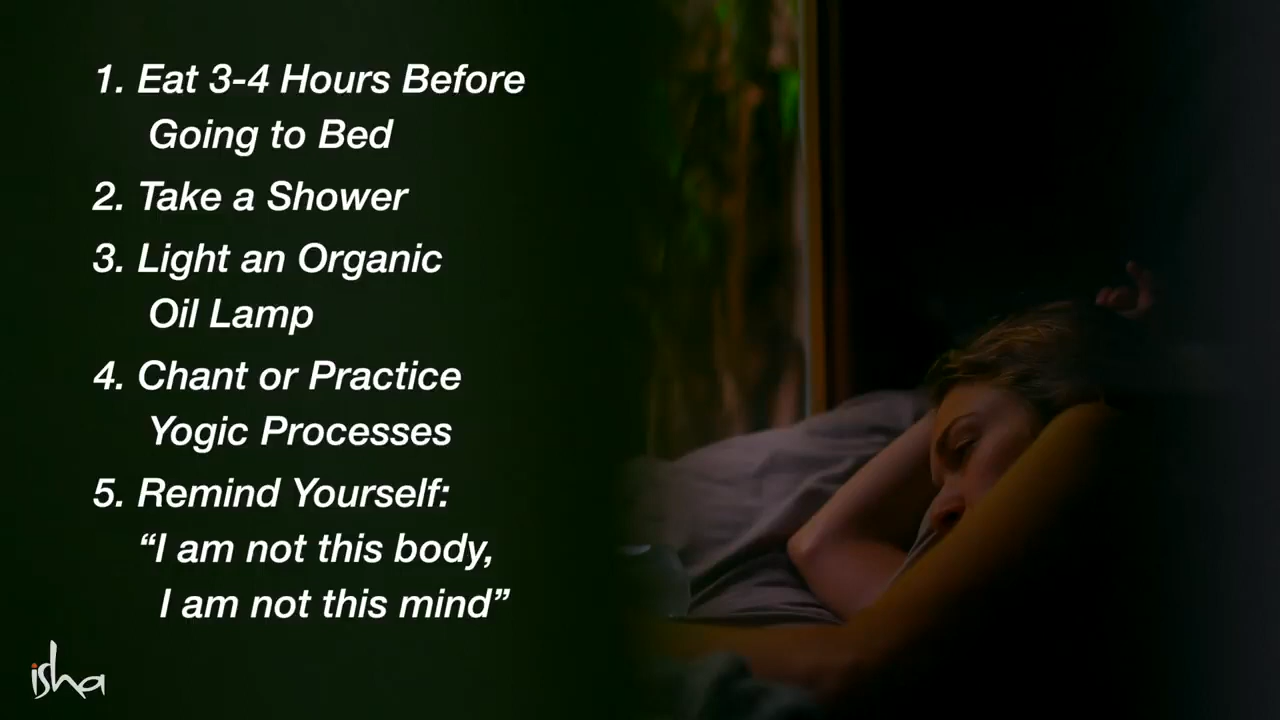 1. Eat 3-4 Hours Before
Going to Bed
2. Take a Shower
3. Light an Organic
Oil Lamp
4. Chant or Practice
Yogic Processes
5. Remind Yourself:
“I am not this body,
I am not this mind”
isha